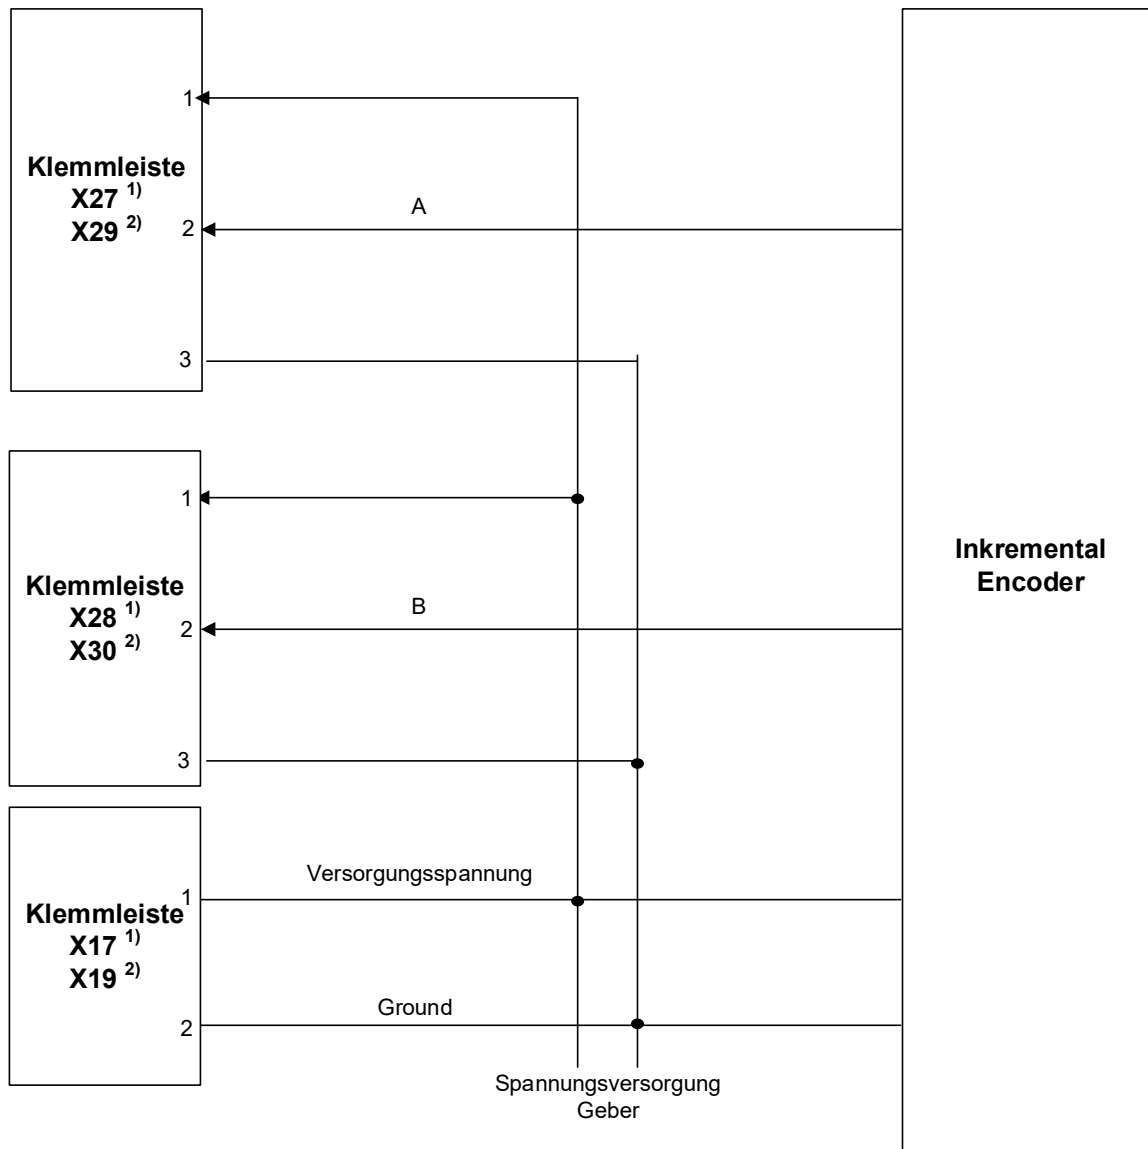 1
Klemmleiste
X27 1)
X29 2)
2
A
3
1
Klemmleiste
X28 1)
X30 2)
2
B
3
Inkremental
Encoder
Versorgungsspannung
1
Klemmleiste
X17 1)
X19 2)
Ground
2
Spannungsversorgung
Geber